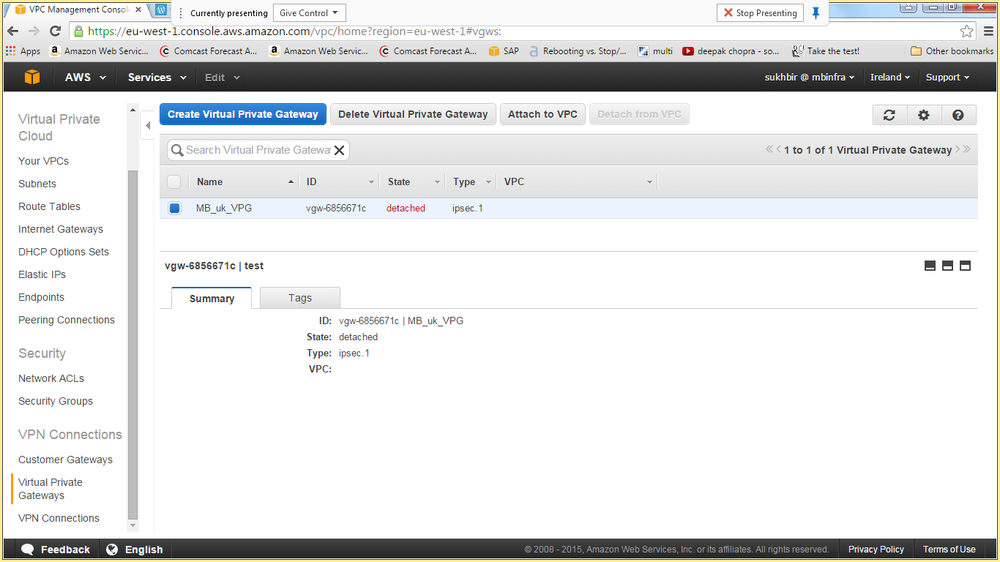 VPC Management Consol
Currently presenting
Give Control
Stop Presenting
https://eu-west-1.console.aws.amazon.com/vpc/home?region=eu-west-1#vgws:
Apps
Amazon Web Servic...
Comcast Forecast A...
Amazon Web Servic...
Comcast Forecast A...
SAP
Rebooting vs. Stop/...
multi
deepak chopra - so...
Take the test!
Other bookmarks
AWS
Services
Edit
sukhbir @ mbinfra
Ireland
Support
Virtual Private
Cloud
Your VPCs
Subnets
Route Tables
Internet Gateways
DHCP Options Sets
Elastic IPs
Endpoints
Peering Connections
Security
Network ACLs
Security Groups
VPN Connections
Customer Gateways
Virtual Private
Gateways
VPN Connections
Create Virtual Private Gateway
Delete Virtual Private Gateway
Attach to VPC
Detach from VPC
Search Virtual Private Gatewa
1 to 1 of 1 Virtual Private Gateway
Name
ID
State
Type
VPC
MB_uk_VPG
vgw-6856671c
detached
ipsec.1
vgw-6856671c | test
Summary
Tags
ID: vgw-6856671c | MB_uk_VPG
State: detached
Type: ipsec.1
VPC:
Feedback
English
© 2008 - 2015, Amazon Web Services, Inc. or its affiliates. All rights reserved.
Privacy Policy
Terms of Use